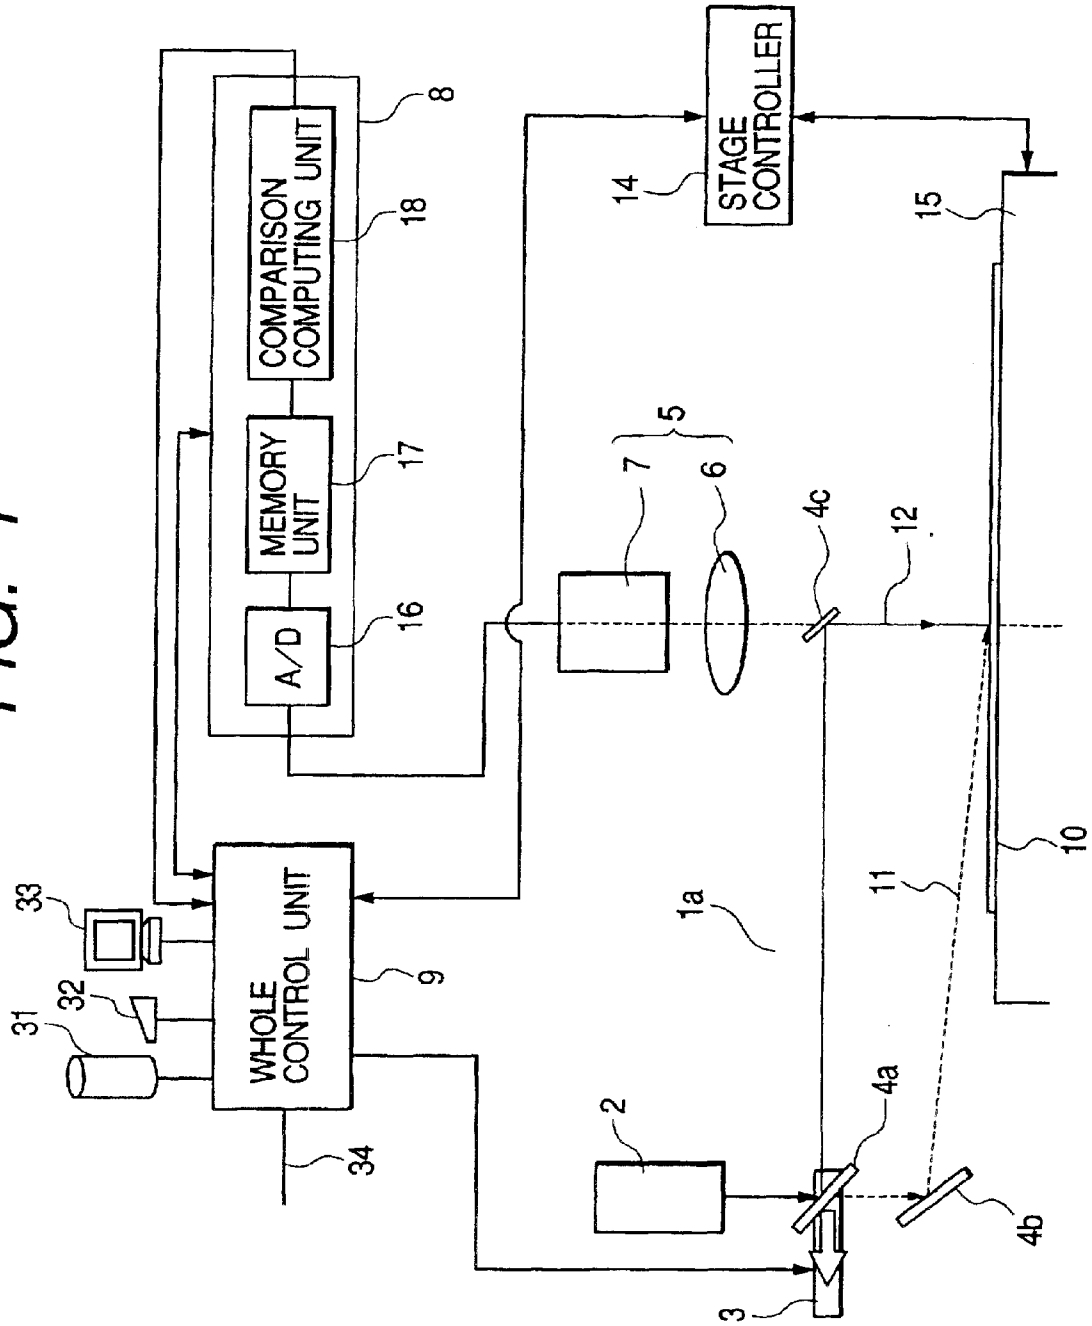 FIG. 1
31
32
33
WHOLE
CONTROL UNIT
9
34
A/D
16
MEMORY
UNIT
17
COMPARISON
COMPUTING UNIT
18
8
STAGE
CONTROLLER
14
7
5
6
2
1a
4c
12
3
4a
4b
11
10
15